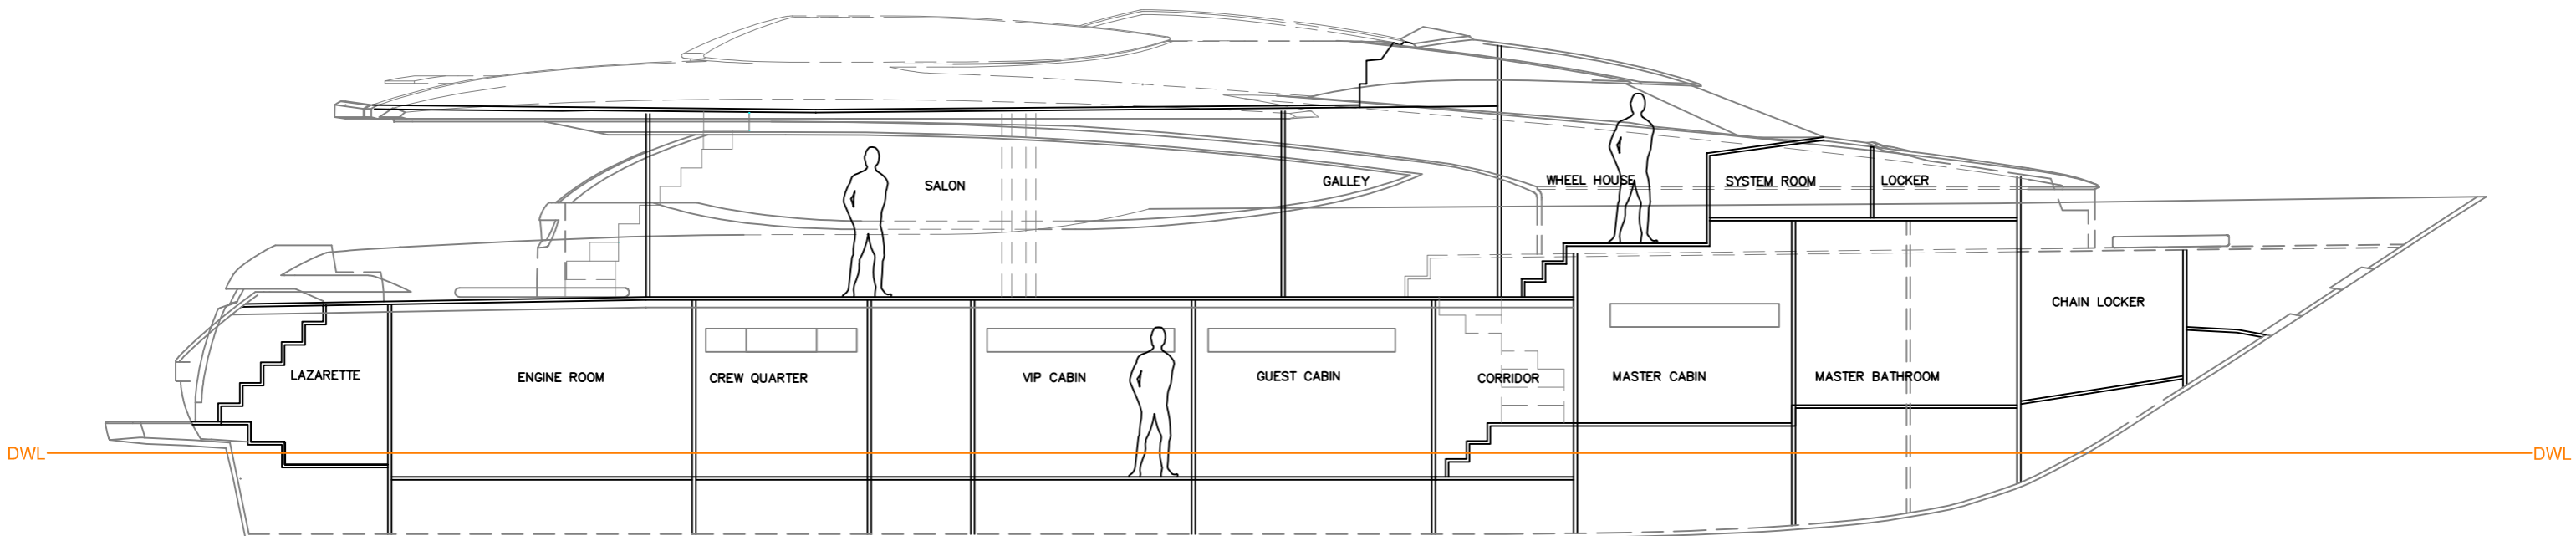 SALON
GALLEY
WHEEL HOUSE
SYSTEM ROOM
LOCKER
CHAIN LOCKER
LAZARETTE
ENGINE ROOM
CREW QUARTER
VIP CABIN
GUEST CABIN
CORRIDOR
MASTER CABIN
MASTER BATHROOM
DWL
DWL